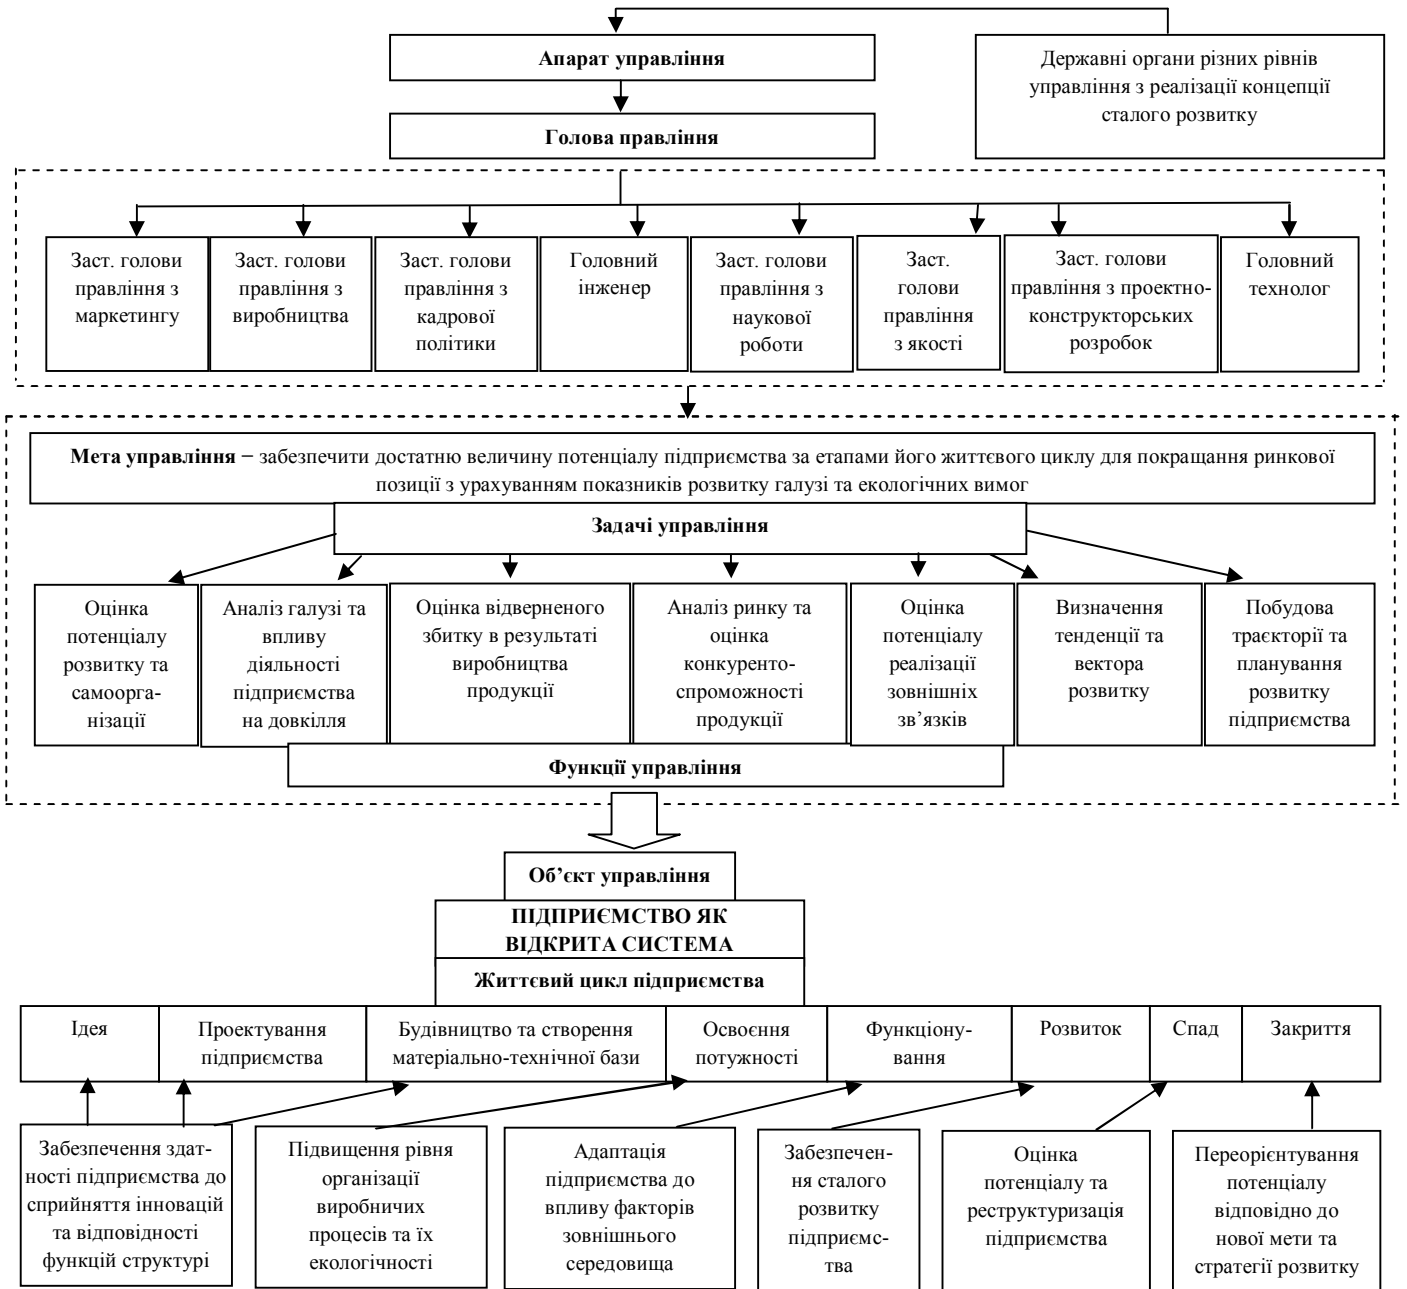 Апарат управління
Державні органи різних рівнів
управління з реалізації концепції
сталого розвитку
Голова правління
Заст. голови
правління з
маркетингу
Заст. голови
правління з
виробництва
Заст. голови
правління з
кадрової
політики
Головний
інженер
Заст. голови
правління з
наукової
роботи
Заст.
голови
правління
з якості
Заст. голови
правління з проектно-
конструкторських
розробок
Головний
технолог
Мета управління – забезпечити достатню величину потенціалу підприємства за етапами його життєвого циклу для покращання ринкової
позиції з урахуванням показників розвитку галузі та екологічних вимог
Задачі управління
Оцінка
потенціалу
розвитку та
самоорга-
нізації
Аналіз галузі та
впливу
діяльності
підприємства
на довкілля
Оцінка відверненого
збитку в результаті
виробництва
продукції
Аналіз ринку та
оцінка
конкуренто-
спроможності
продукції
Оцінка
потенціалу
реалізації
зовнішніх
зв’язків
Визначення
тенденції та
вектора
розвитку
Побудова
траєкторії та
планування
розвитку
підприємства
Функції управління
Об’єкт управління
ПІДПРИЄМСТВО ЯК
ВІДКРИТА СИСТЕМА
Життєвий цикл підприємства
Ідея
Проектування
підприємства
Будівництво та створення
матеріально-технічної бази
Освоєння
потужності
Функціону-
вання
Розвиток
Спад
Закриття
Забезпечення здат-
ності підприємства до
сприйняття інновацій
та відповідності
функцій структурі
Підвищення рівня
організації
виробничих
процесів та їх
екологічності
Адаптація
підприємства до
впливу факторів
зовнішнього
середовища
Забезпечен-
ня сталого
розвитку
підприємс-
тва
Оцінка
потенціалу та
реструктуризація
підприємства
Переорієнтування
потенціалу
відповідно до
нової мети та
стратегії розвитку